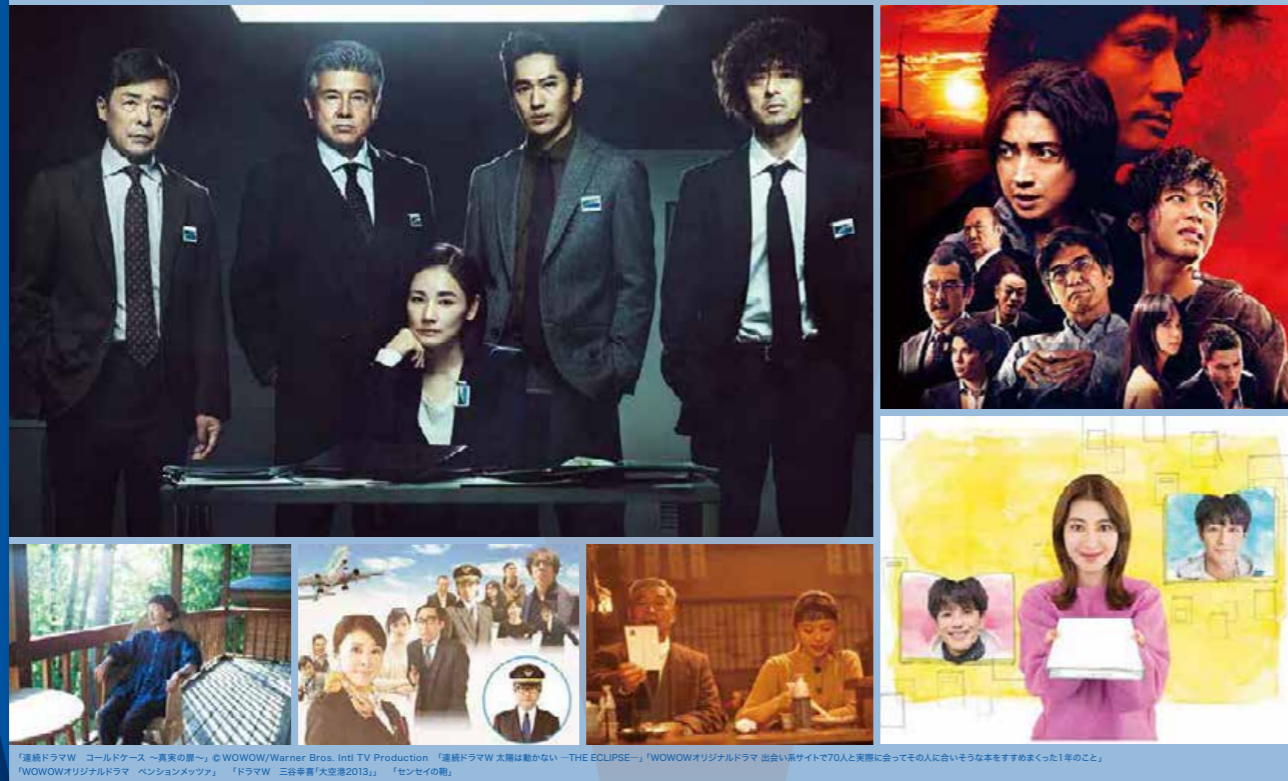 「連続ドラマW　コールドケース ～真実の扉～」© WOWOW/Warner Bros. Intl TV Production　「連続ドラマW 太陽は動かない ―THE ECLIPSE―」「WOWOWオリジナルドラマ 出会い系サイトで70人と実際に会ってその人に合いそうな本をすすめまくった1年のこと」
「WOWOWオリジナルドラマ　ペンションメッツァ」　「ドラマW　三谷幸喜「大空港2013」」　「センセイの鞄」